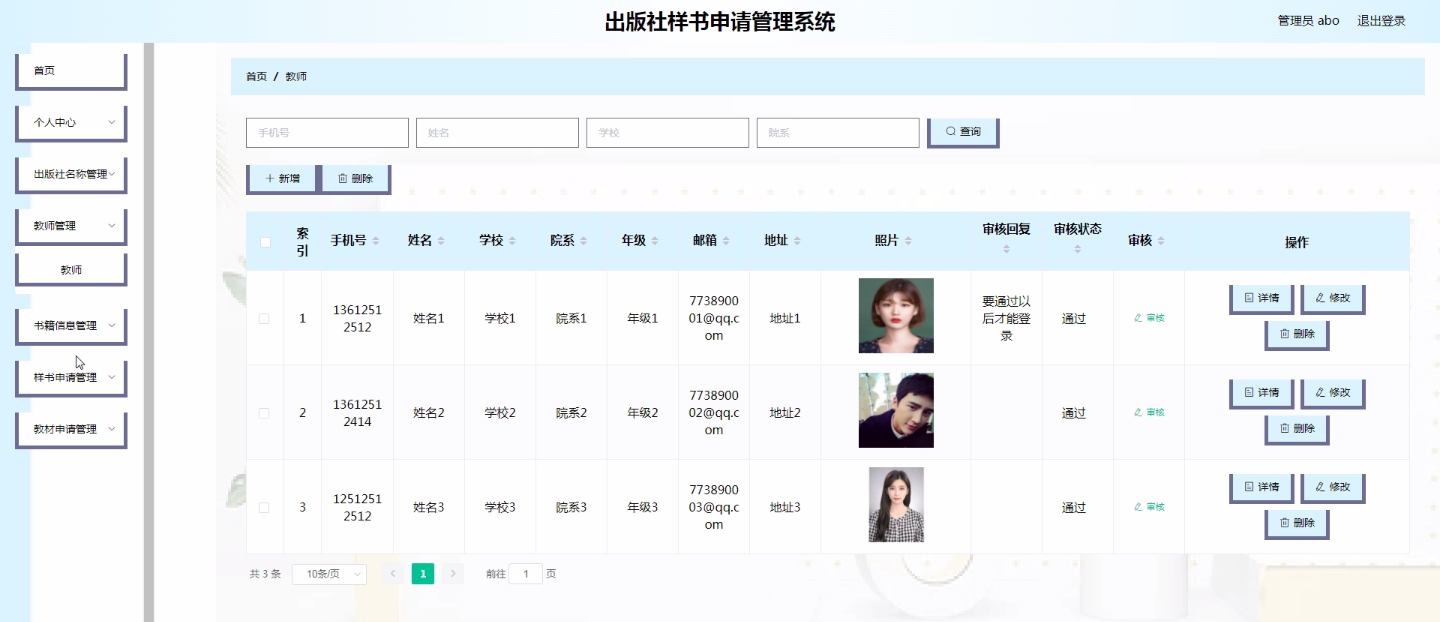 出版社样书申请管理系统
管理员 abo 退出登录
首页
个人中心
出版社名称管理
教师管理
教师
书籍信息管理
样书申请管理
教材申请管理
首页 / 教师
手机号 姓名 学校 院系 查询
新增 删除
索引 手机号 姓名 学校 院系 年级 邮箱 地址 照片 审核回复 审核状态 审核 操作
1 13612512512 姓名1 学校1 院系1 年级1 773890001@qq.com 地址1 要通过以后才能登录 通过 审核 详情 修改 删除
2 13612512414 姓名2 学校2 院系2 年级2 773890002@qq.com 地址2 通过 审核 详情 修改 删除
3 12512512512 姓名3 学校3 院系3 年级3 773890003@qq.com 地址3 通过 审核 详情 修改 删除
共 3 条 10条/页 1 前往 1 页